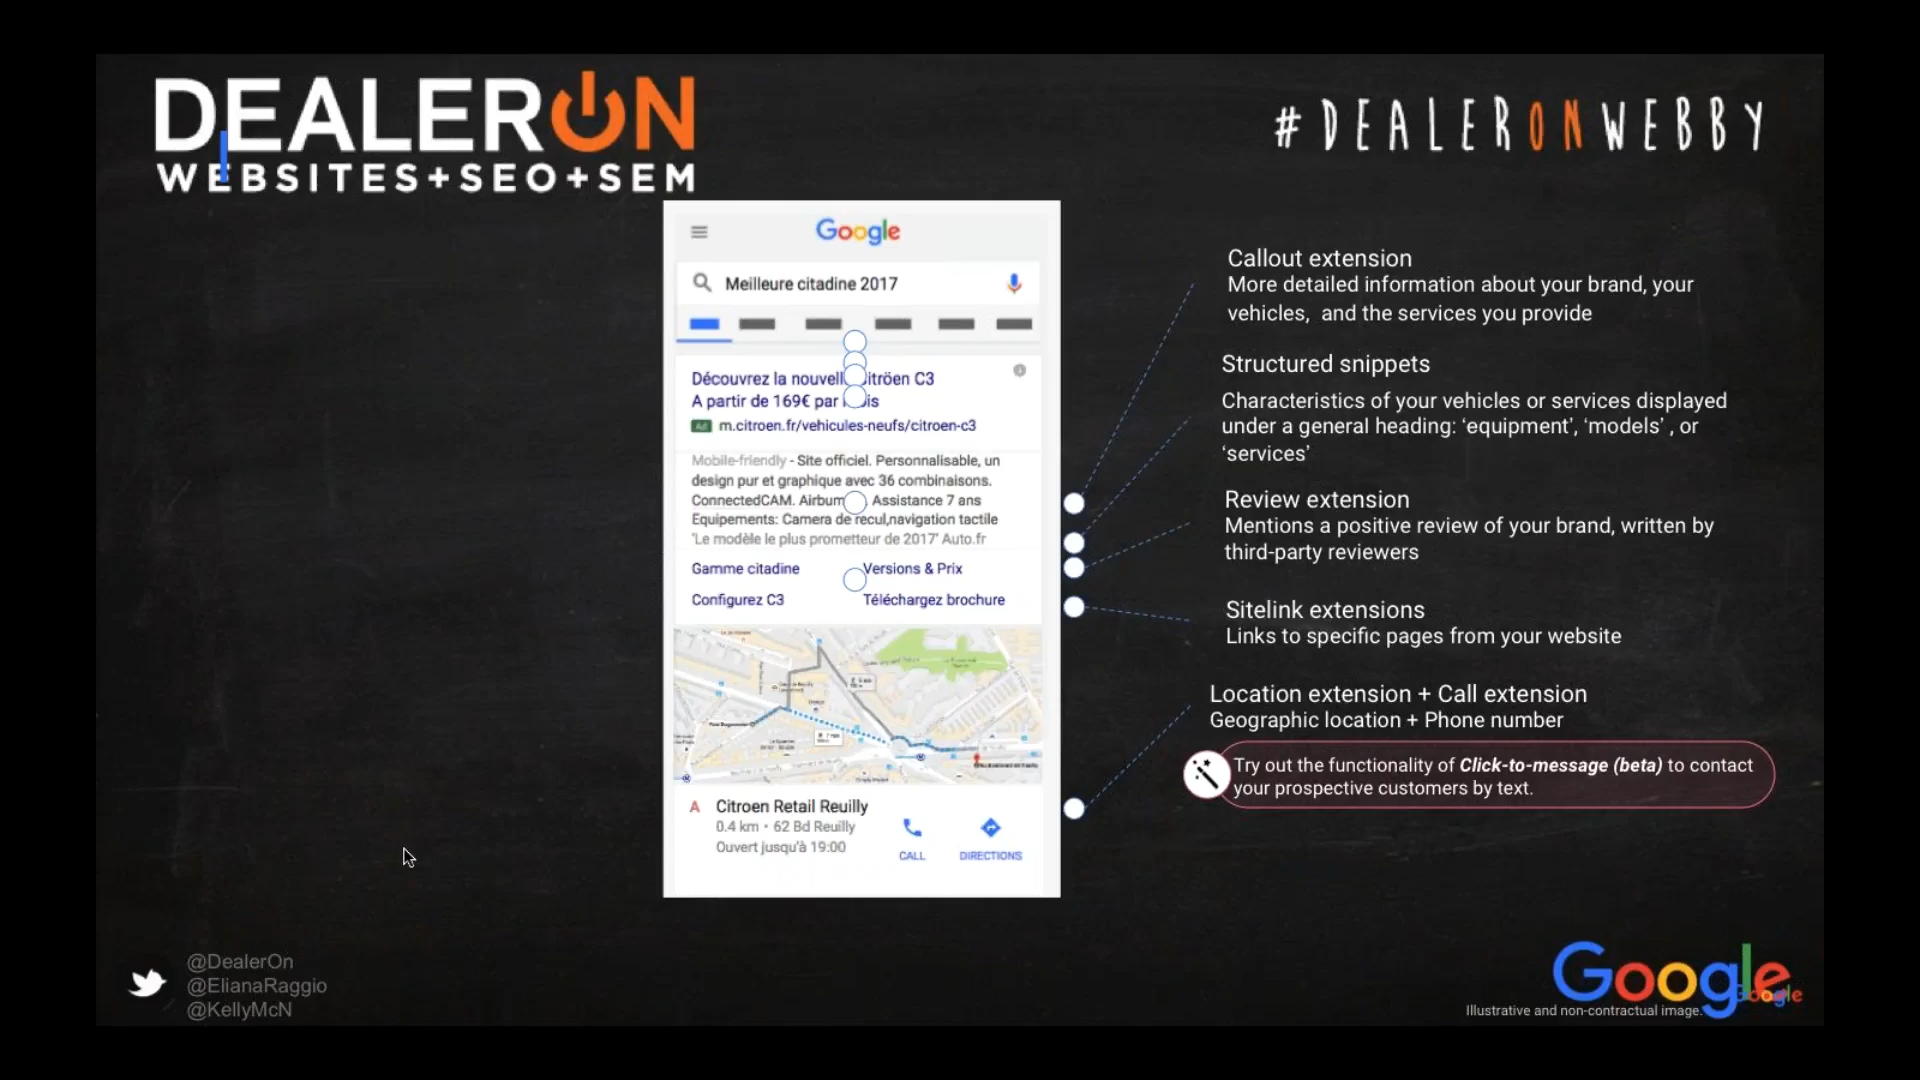 DEALERON
WEBSITES+SEO+SEM
#DEALERONWEBBY
Google
Meilleure citadine 2017
Découvrez la nouvell itröen C3
A partir de 169€ par is
Ad m.citroen.fr/vehicules-neufs/citroen-c3
Mobile-friendly - Site officiel. Personnalisable, un
design pur et graphique avec 36 combinaisons.
ConnectedCAM. Airbum Assistance 7 ans
Equipements: Camera de recul,navigation tactile
'Le modèle le plus prometteur de 2017' Auto.fr
Gamme citadine Versions & Prix
Configurez C3 Téléchargez brochure
A Citroen Retail Reuilly
0.4 km • 62 Bd Reuilly
Ouvert jusqu'à 19:00
CALL DIRECTIONS
Callout extension
More detailed information about your brand, your
vehicles, and the services you provide
Structured snippets
Characteristics of your vehicles or services displayed
under a general heading: ‘equipment’, ‘models’ , or
‘services’
Review extension
Mentions a positive review of your brand, written by
third-party reviewers
Sitelink extensions
Links to specific pages from your website
Location extension + Call extension
Geographic location + Phone number
Try out the functionality of Click-to-message (beta) to contact
your prospective customers by text.
@DealerOn
@ElianaRaggio
@KellyMcN
Google
Google
Illustrative and non-contractual image.